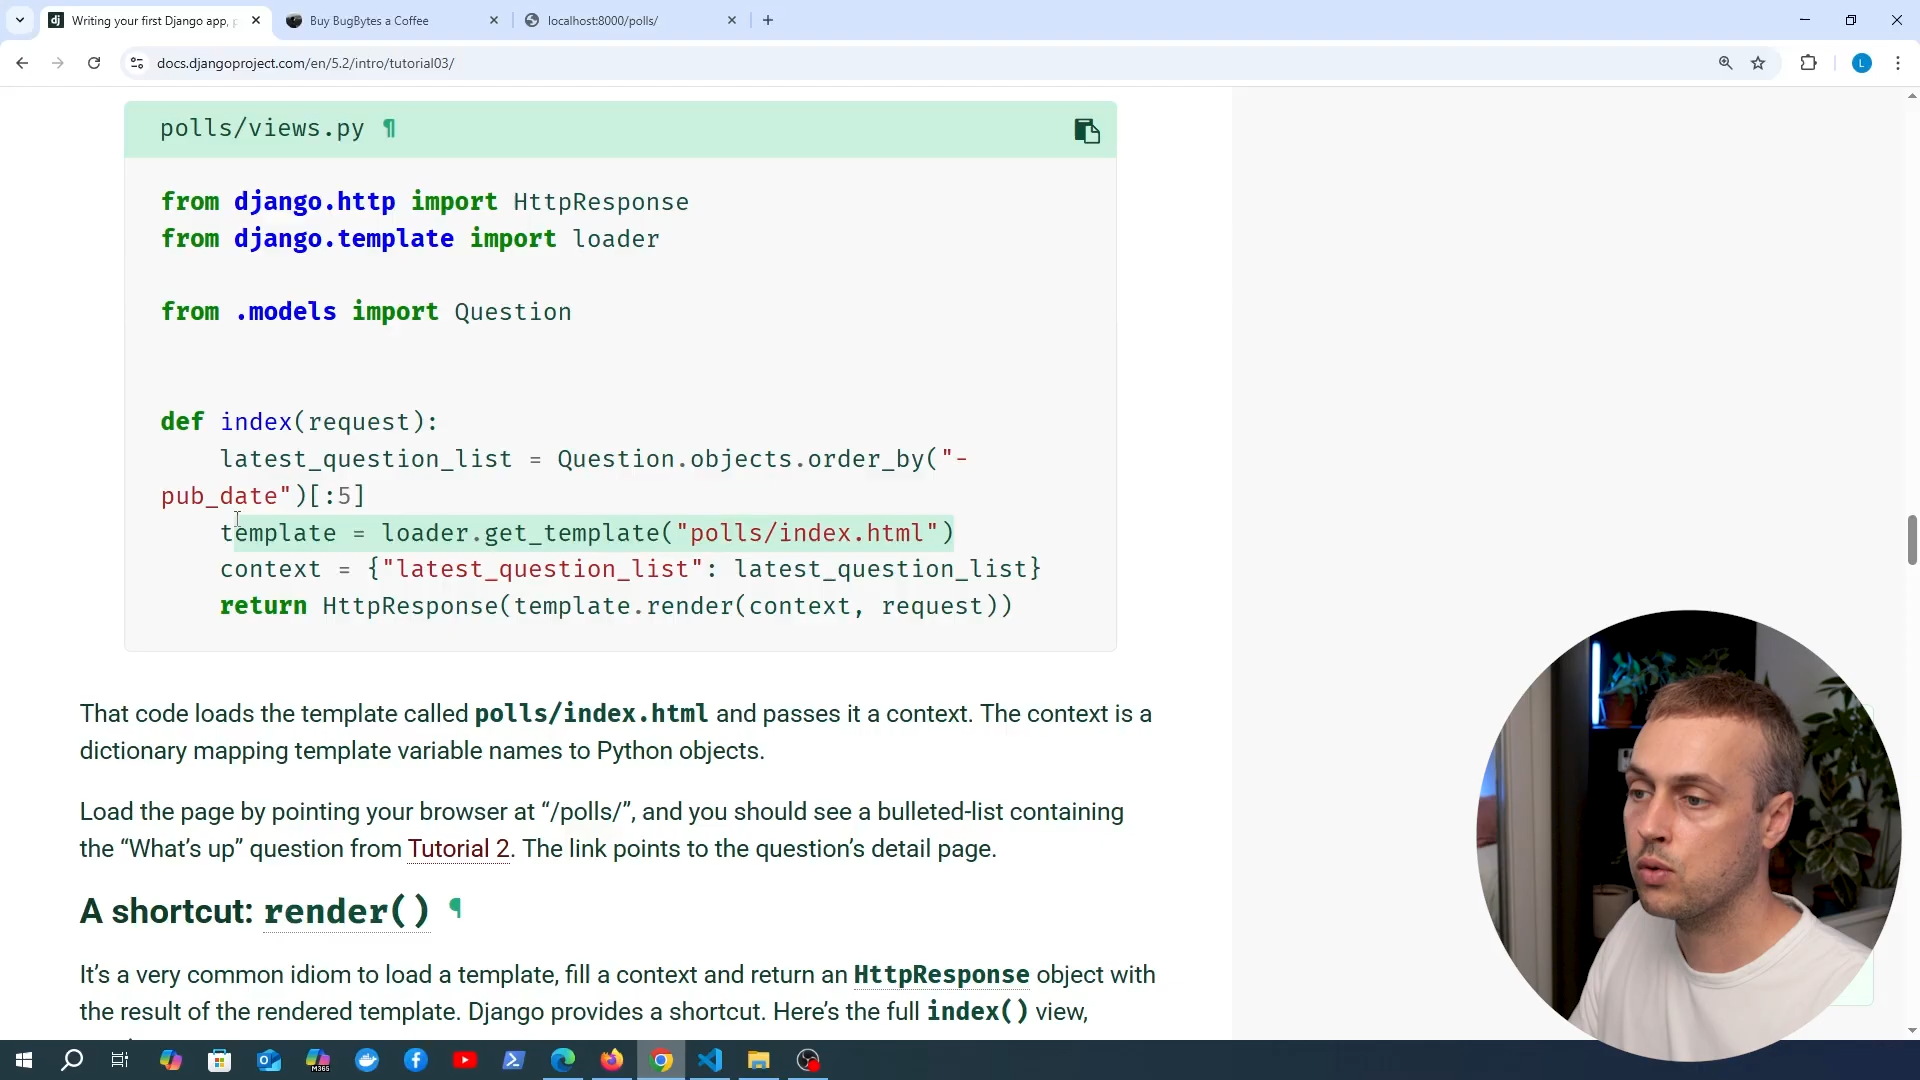 Writing your first Django app, p
Buy BugBytes a Coffee
localhost:8000/polls/
docs.djangoproject.com/en/5.2/intro/tutorial03/
L
polls/views.py ¶
from django.http import HttpResponse
from django.template import loader
from .models import Question
def index(request):
latest_question_list = Question.objects.order_by("-
pub_date")[:5]
template = loader.get_template("polls/index.html")
context = {"latest_question_list": latest_question_list}
return HttpResponse(template.render(context, request))
That code loads the template called polls/index.html and passes it a context. The context is a
dictionary mapping template variable names to Python objects.
Load the page by pointing your browser at “/polls/”, and you should see a bulleted-list containing
the “What’s up” question from Tutorial 2. The link points to the question’s detail page.
A shortcut: render() ¶
It’s a very common idiom to load a template, fill a context and return an HttpResponse object with
the result of the rendered template. Django provides a shortcut. Here’s the full index() view,
M365